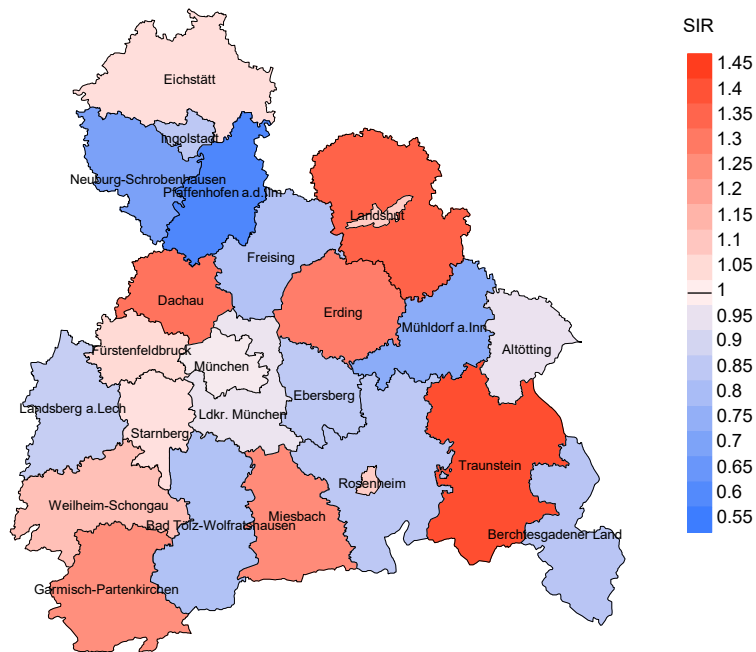 SIR
1.45
1.4
1.35
1.3
1.25
1.2
1.15
1.1
1.05
1
0.95
0.9
0.85
0.8
0.75
0.7
0.65
0.6
0.55
Eichstätt
Ingolstadt
Neuburg-Schrobenhausen
Pfaffenhofen a.d.Ilm
Landshut
Freising
Dachau
Erding
Mühldorf a.Inn
Altötting
Fürstenfeldbruck
München
Ebersberg
Landsberg a.Lech
Ldkr. München
Starnberg
Traunstein
Rosenheim
Weilheim-Schongau
Miesbach
Bad Tölz-Wolfratshausen
Berchtesgadener Land
Garmisch-Partenkirchen